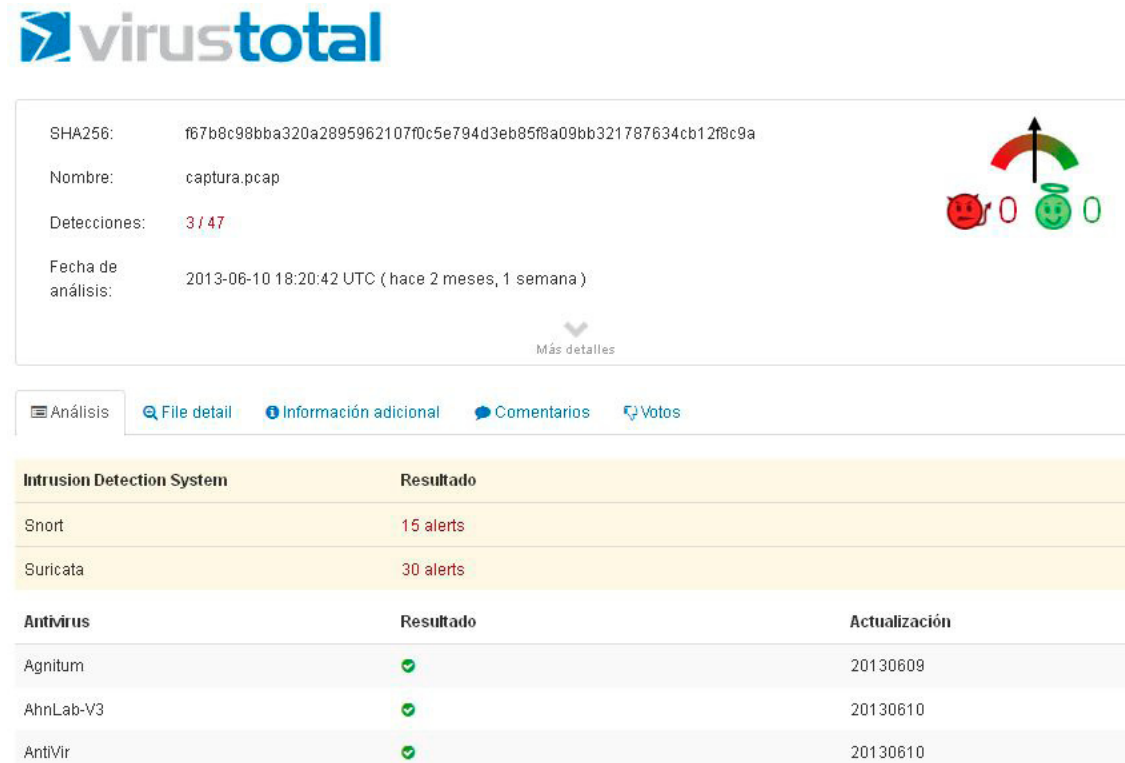 virustotal
SHA256: f67b8c98bba320a2895962107f0c5e794d3eb85f8a09bb321787634cb12f8c9a
Nombre: captura.pcap
Detecciones: 3 / 47
Fecha de análisis: 2013-06-10 18:20:42 UTC ( hace 2 meses, 1 semana )
0 0
Más detalles
Análisis File detail Información adicional Comentarios Votos
Intrusion Detection System Resultado
Snort 15 alerts
Suricata 30 alerts
Antivirus Resultado Actualización
Agnitum 20130609
AhnLab-V3 20130610
AntiVir 20130610